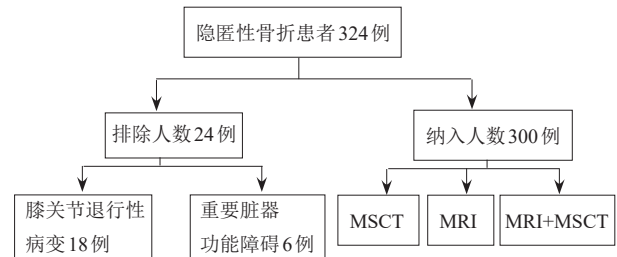 隐匿性骨折患者324例
排除人数24例
纳入人数300例
膝关节退行性
病变18例
重要脏器
功能障碍6例
MSCT
MRI
MRI+MSCT